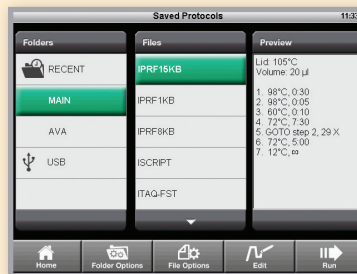 Saved Protocols
11:33
Folders
RECENT
MAIN
AVA
USB
Files
IPRF15KB
IPRF1KB
IPRF8KB
ISCRIPT
ITAQ-FST
Preview
Lid: 105°C
Volume: 20 µl
1. 98°C, 0:30
2. 98°C, 0:05
3. 60°C, 0:10
4. 72°C, 7:30
5. GOTO step 2, 29 X
6. 72°C, 5:00
7. 12°C, ∞
Home
Folder Options
File Options
Edit
Run